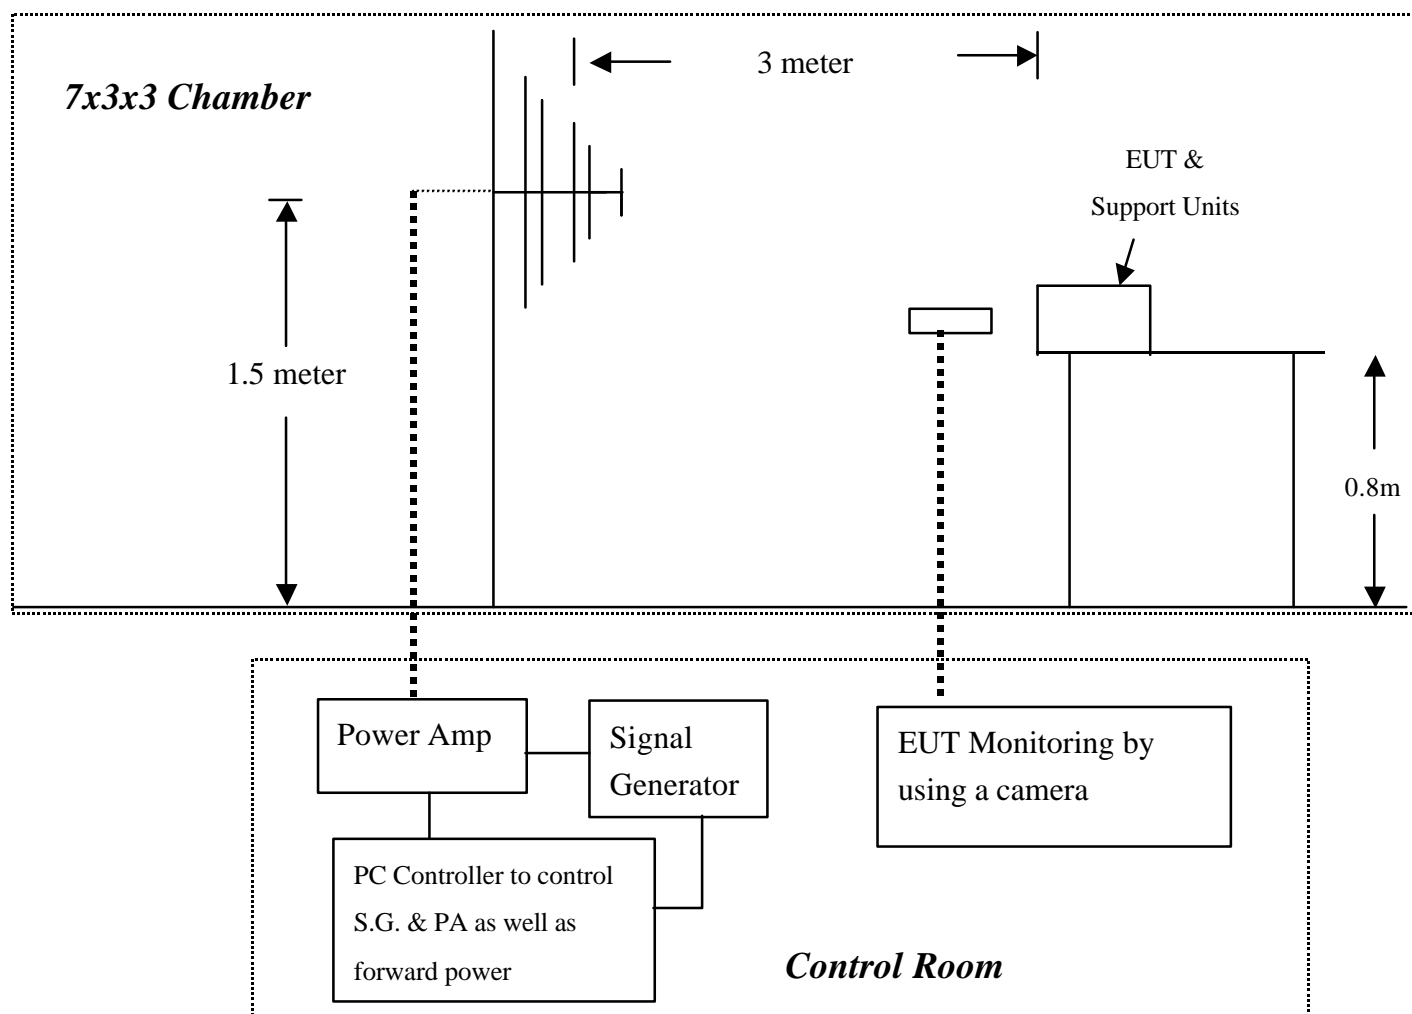 7x3x3 Chamber
3 meter
EUT &
Support Units
1.5 meter
0.8m
Power Amp
Signal
Generator
EUT Monitoring by
using a camera
PC Controller to control
S.G. & PA as well as
forward power
Control Room